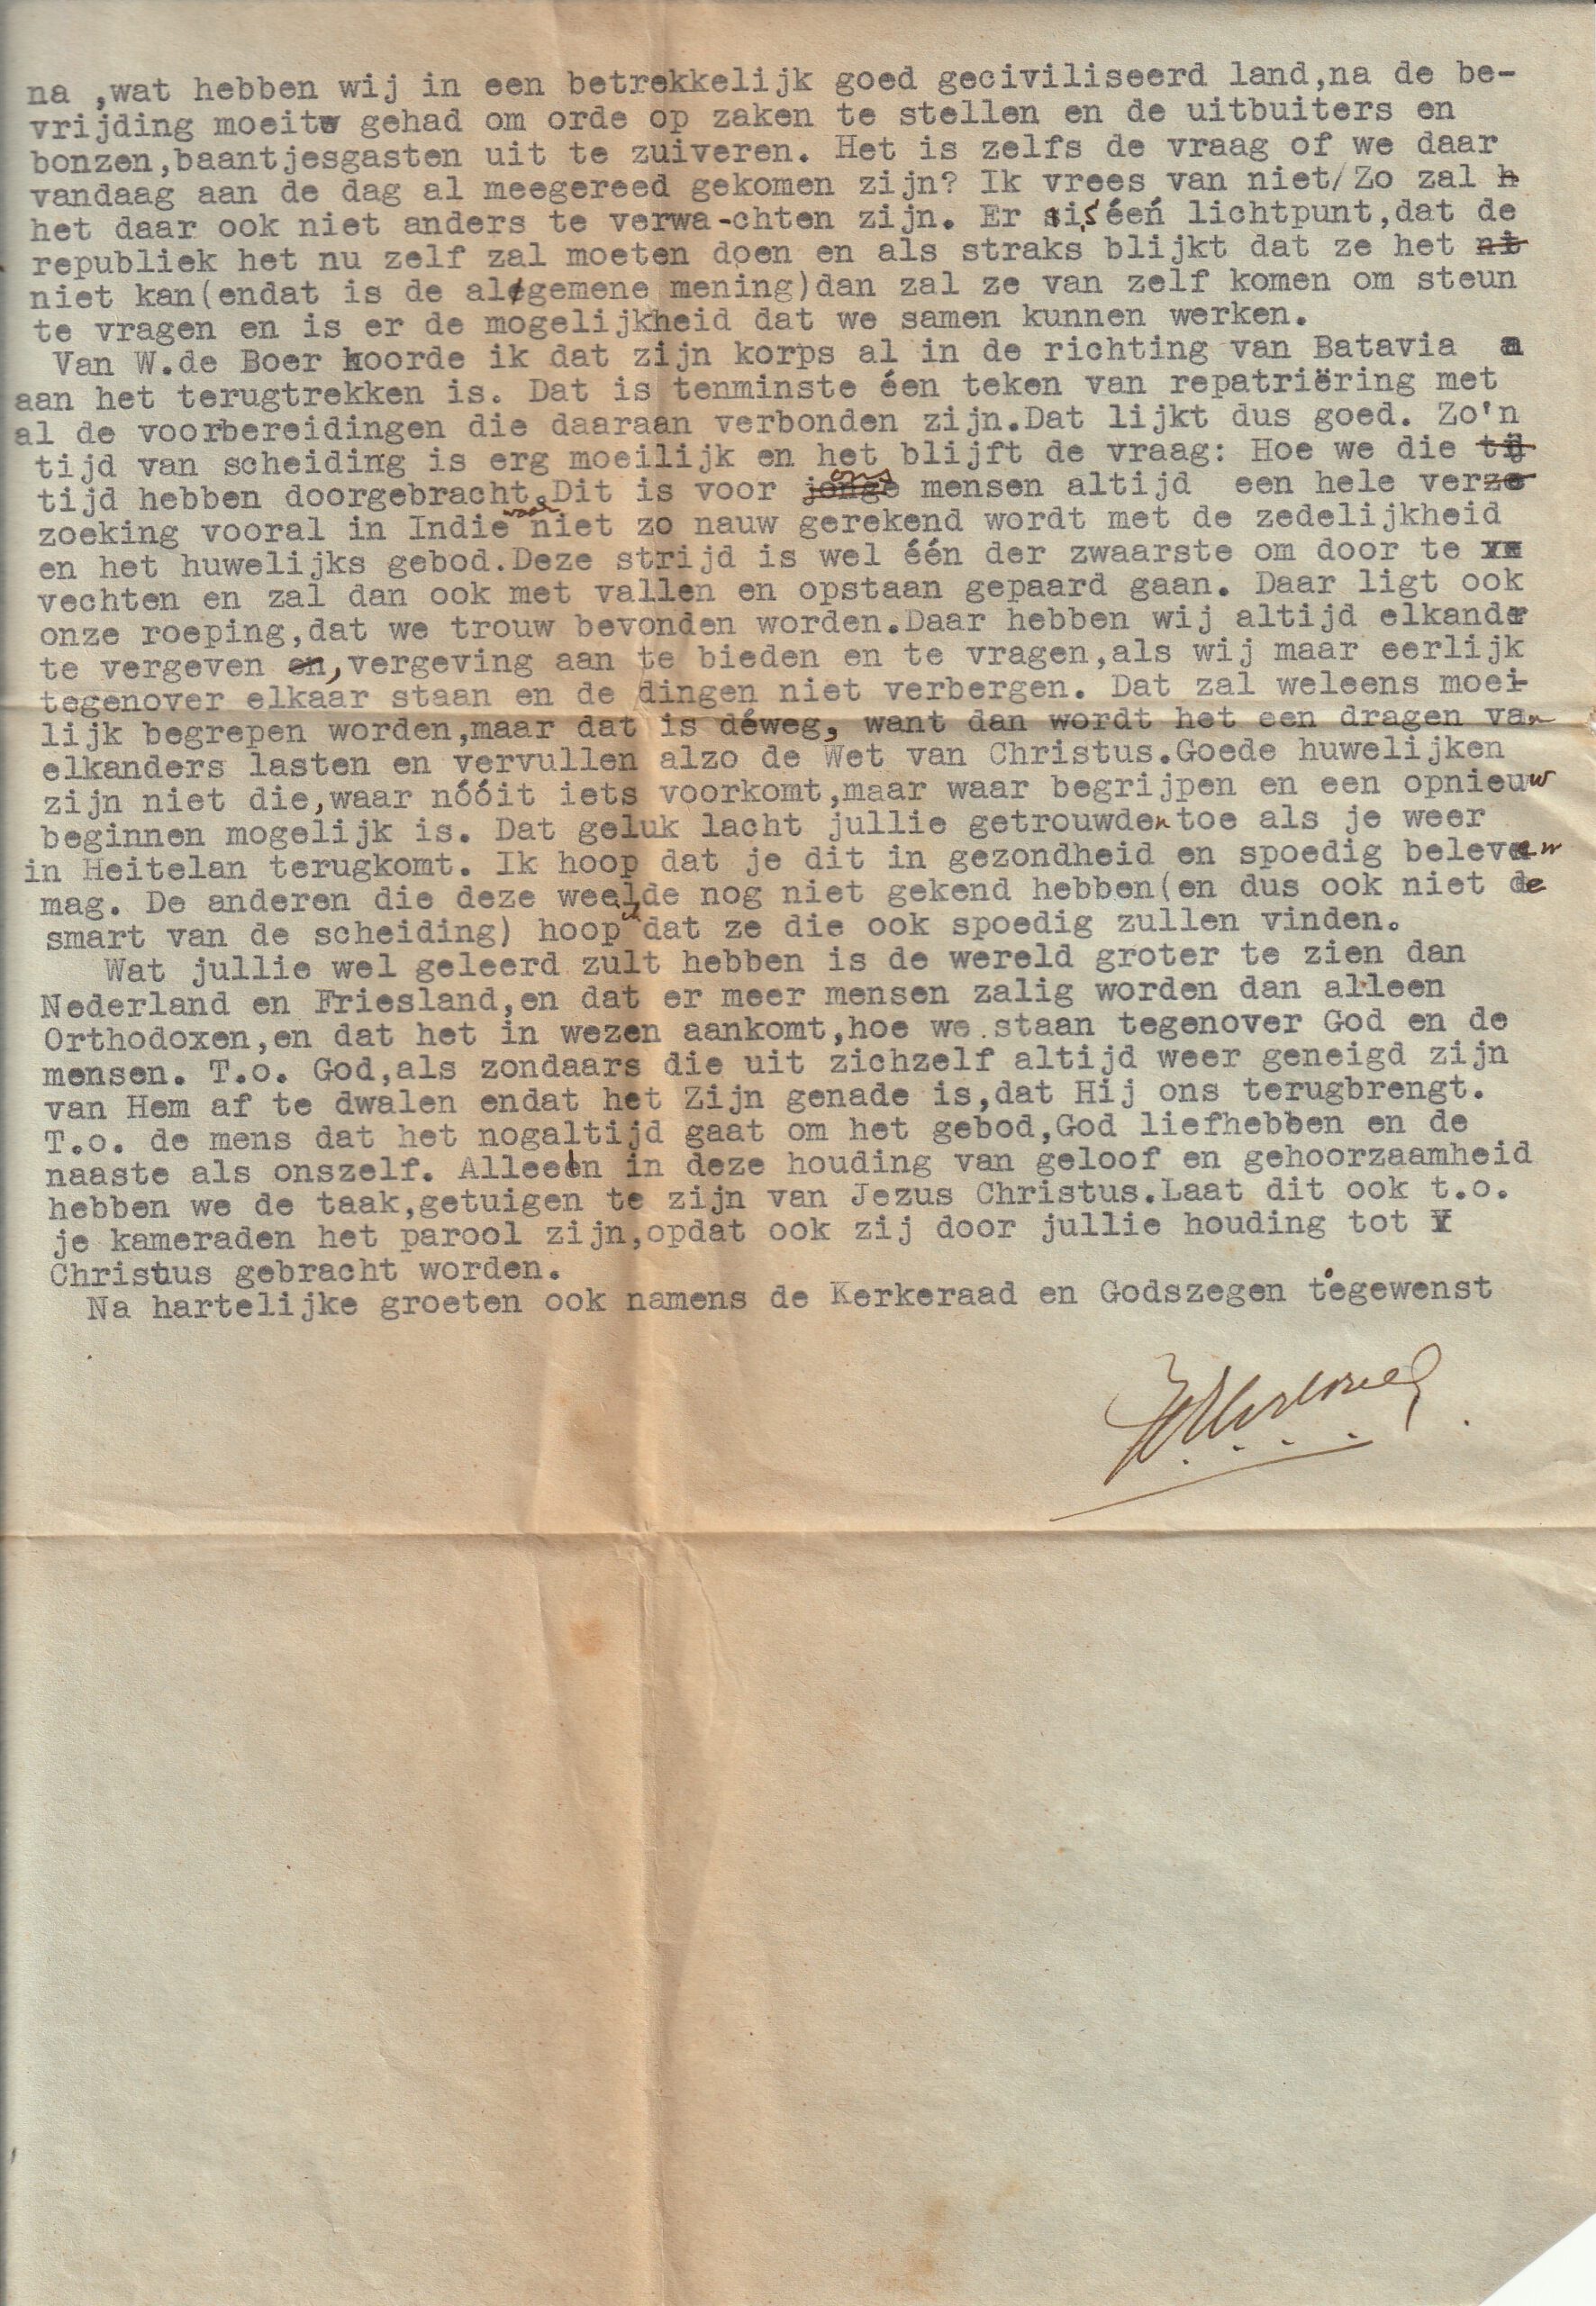 na ,wat hebben wij in een betrekkelijk goed geciviliseerd land,na de be-
vrijding moeite gehad om orde op zaken te stellen en de uitbuiters en
bonzen,baantjesgasten uit te zuiveren. Het is zelfs de vraag of we daar
vandaag aan de dag al meegereed gekomen zijn? Ik vrees van niet/Zo zal h
het daar ook niet anders te verwa-chten zijn. Er is éeń lichtpunt,dat de
republiek het nu zelf zal moeten doen en als straks blijkt dat ze het ni
niet kan(endat is de algemene mening)dan zal ze van zelf komen om steun
te vragen en is er de mogelijkheid dat we samen kunnen werken.
Van W.de Boer hoorde ik dat zijn korps al in de richting van Batavia a
aan het terugtrekken is. Dat is tenminste éen teken van repatriëring met
al de voorbereidingen die daaraan verbonden zijn.Dat lijkt dus goed. Zo'n
tijd van scheiding is erg moeilijk en het blijft de vraag: Hoe we die tij
tijd hebben doorgebracht.Dit is voor jonge ons mensen altijd een hele verzo
zoeking vooral in Indie waar niet zo nauw gerekend wordt met de zedelijkheid
en het huwelijks gebod.Deze strijd is wel één der zwaarste om door te ve
vechten en zal dan ook met vallen en opstaan gepaard gaan. Daar ligt ook
onze roeping,dat we trouw bevonden worden.Daar hebben wij altijd elkander
te vergeven en,vergeving aan te bieden en te vragen,als wij maar eerlijk
tegenover elkaar staan en de dingen niet verbergen. Dat zal weleens moei-
lijk begrepen worden,maar dat is déweg, want dan wordt het een dragen van
elkanders lasten en vervullen alzo de Wet van Christus.Goede huwelijken
zijn niet die,waar nóóit iets voorkomt,maar waar begrijpen en een opnieuw
beginnen mogelijk is. Dat geluk lacht jullie getrouwden toe als je weer
in Heitelan terugkomt. Ik hoop dat je dit in gezondheid en spoedig beleven
mag. De anderen die deze weelde nog niet gekend hebben(en dus ook niet de
smart van de scheiding) hoop ik dat ze die ook spoedig zullen vinden.
Wat jullie wel geleerd zult hebben is de wereld groter te zien dan
Nederland en Friesland,en dat er meer mensen zalig worden dan alleen
Orthodoxen,en dat het in wezen aankomt,hoe we staan tegenover God en de
mensen. T.o. God,als zondaars die uit zichzelf altijd weer geneigd zijn
van Hem af te dwalen endat het Zijn genade is,dat Hij ons terugbrengt.
T.o. de mens dat het nogaltijd gaat om het gebod,God liefhebben en de
naaste als onszelf. Alleen in deze houding van geloof en gehoorzaamheid
hebben we de taak,getuigen te zijn van Jezus Christus.Laat dit ook t.o.
je kameraden het parool zijn,opdat ook zij door jullie houding tot
Christus gebracht worden.
Na hartelijke groeten ook namens de Kerkeraad en Godszegen toegewenst